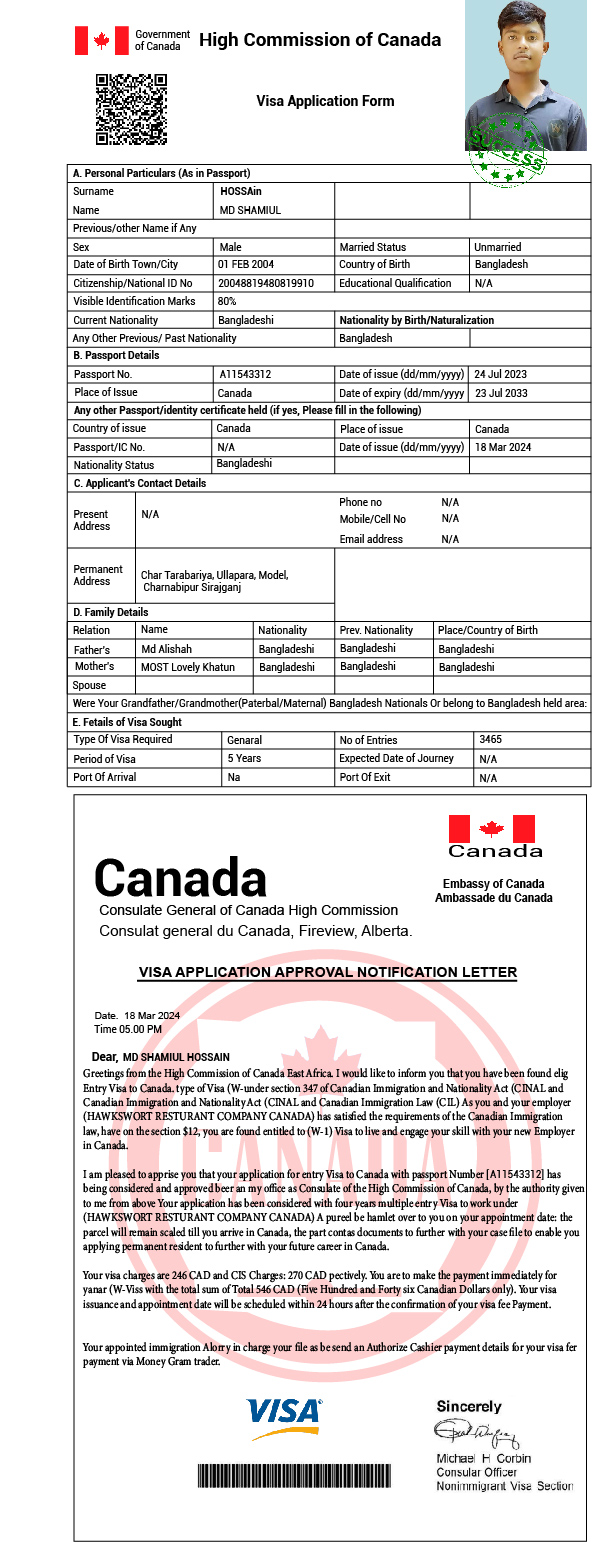 Government
of Canada
High Commission of Canada
Visa Application Form
SUCCESS
A. Personal Particulars (As in Passport)
Surname HOSSAin
Name MD SHAMIUL
Previous/other Name if Any
Sex Male Married Status Unmarried
Date of Birth Town/City 01 FEB 2004 Country of Birth Bangladesh
Citizenship/National ID No 20048819480819910 Educational Qualification N/A
Visible Identification Marks 80%
Current Nationality Bangladeshi Nationality by Birth/Naturalization
Any Other Previous/ Past Nationality Bangladesh
B. Passport Details
Passport No. A11543312 Date of issue (dd/mm/yyyy) 24 Jul 2023
Place of Issue Canada Date of expiry (dd/mm/yyyy 23 Jul 2033
Any other Passport/identity certificate held (if yes, Please fill in the following)
Country of issue Canada Place of issue Canada
Passport/IC No. N/A Date of issue (dd/mm/yyyy) 18 Mar 2024
Nationality Status Bangladeshi
C. Applicant's Contact Details
Present
Address
N/A
Phone no N/A
Mobile/Cell No N/A
Email address N/A
Permanent
Address
Char Tarabariya, Ullapara, Model,
Charnabipur Sirajganj
D. Family Details
Relation Name Nationality Prev. Nationality Place/Country of Birth
Father's Md Alishah Bangladeshi Bangladeshi Bangladeshi
Mother's MOST Lovely Khatun Bangladeshi Bangladeshi Bangladeshi
Spouse
Were Your Grandfather/Grandmother(Paterbal/Maternal) Bangladesh Nationals Or belong to Bangladesh held area:
E. Fetails of Visa Sought
Type Of Visa Required Genaral No of Entries 3465
Period of Visa 5 Years Expected Date of Journey N/A
Port Of Arrival Na Port Of Exit N/A
Canada
Embassy of Canada
Ambassade du Canada
Canada
Consulate General of Canada High Commission
Consulat general du Canada, Fireview, Alberta.
VISA APPLICATION APPROVAL NOTIFICATION LETTER
Date. 18 Mar 2024
Time 05.00 PM
Dear, MD SHAMIUL HOSSAIN
Greetings from the High Commission of Canada East Africa. I would like to inform you that you have been found elig
Entry Visa to Canada. type of Visa (W-under section 347 of Canadian Immigration and Nationality Act (CINAL and
Canadian Immigration and Nationality Act (CINAL and Canadian Immigration Law (CIL) As you and your employer
(HAWKSWORT RESTURANT COMPANY CANADA) has satisfied the requirements of the Canadian Immigration
law, have on the section $12, you are found entitled to (W-1) Visa to live and engage your skill with your new Employer
in Canada.
I am pleased to apprise you that your application for entry Visa to Canada with passport Number [A11543312] has
being considered and approved beer an my office as Consulate of the High Commission of Canada, by the authority given
to me from above Your application has been considered with four years multiple entry Visa to work under
(HAWKSWORT RESTURANT COMPANY CANADA) A pureel be hamlet over to you on your appointment date: the
parcel will remain scaled till you arrive in Canada, the part contas documents to further with your case file to enable you
applying permanent resident to further with your future career in Canada.
Your visa charges are 246 CAD and CIS Charges: 270 CAD pectively. You are to make the payment immediately for
yanar (W-Viss with the total sum of Total 546 CAD (Five Hundred and Forty six Canadian Dollars only). Your visa
issuance and appointment date will be scheduled within 24 hours after the confirmation of your visa fee Payment.
Your appointed immigration Alorry in charge your file as be send an Authorize Cashier payment details for your visa fer
payment via Money Gram trader.
CANADA
VISA
Sincerely
Michael H Corbin
Consular Officer
Nonimmigrant Visa Section